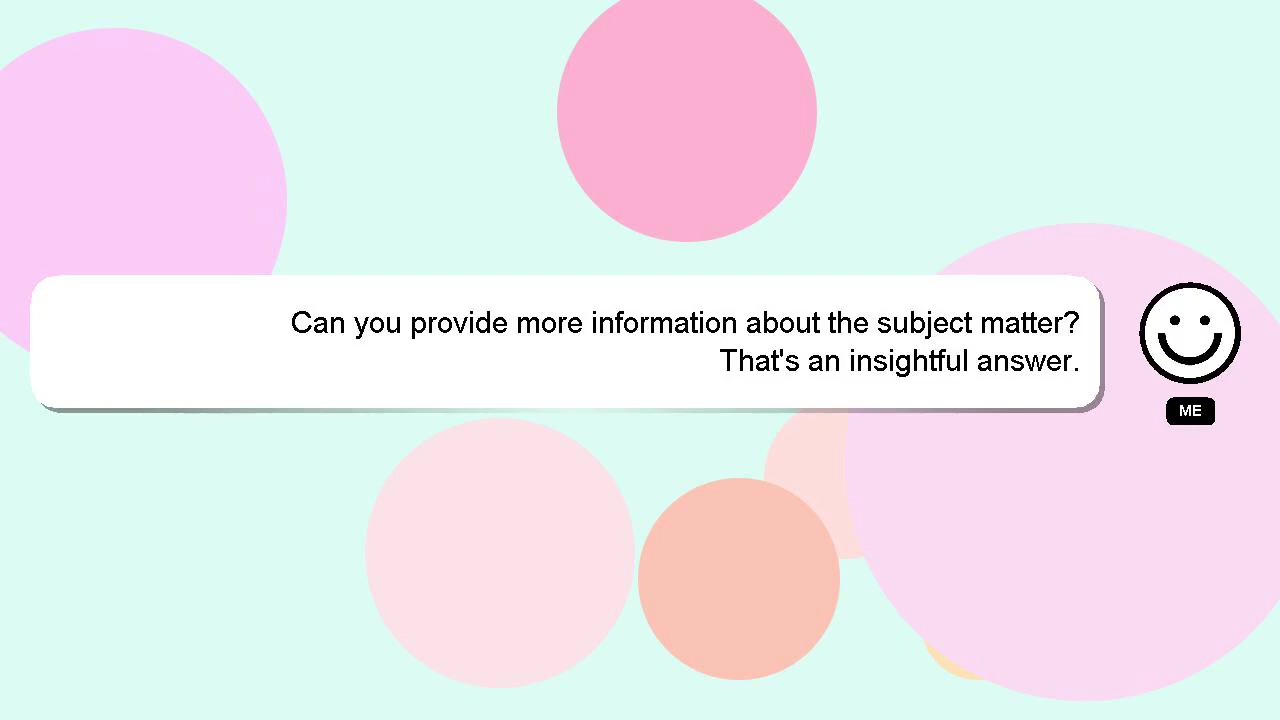 Can you provide more information about the subject matter?
That's an insightful answer.
ME